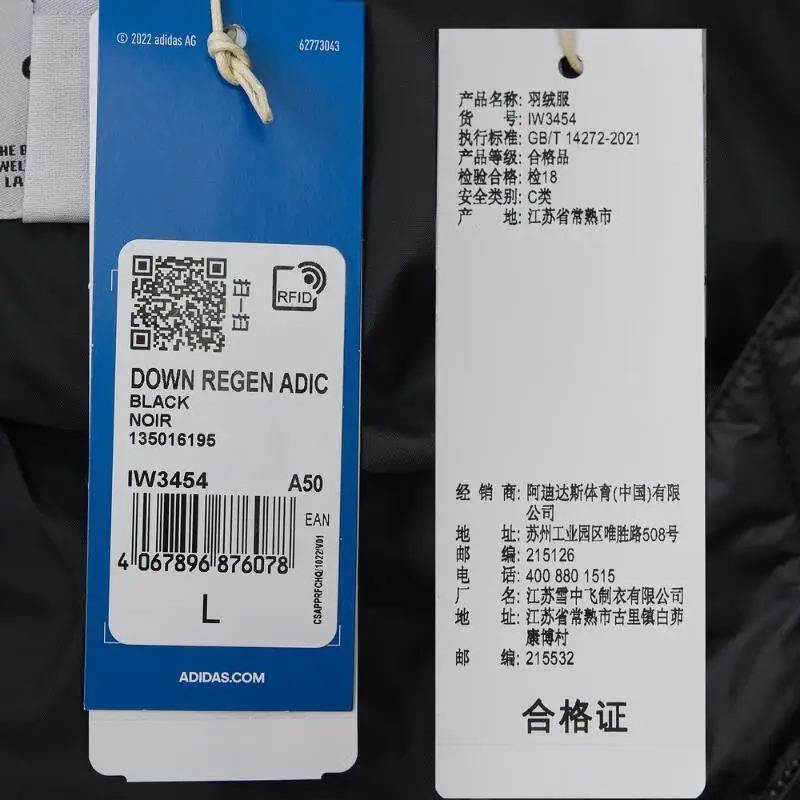 HE B
WEL
LA
© 2022 adidas AG
62773043
扫一扫
RFID
DOWN REGEN ADIC
BLACK
NOIR
135016195
IW3454 A50
EAN
4 067896 876078
CSAPPRFCHQ/1022/V01
L
ADIDAS.COM
产品名称: 羽绒服
货 号: IW3454
执行标准: GB/T 14272-2021
产品等级: 合格品
检验合格: 检18
安全类别: C类
产 地: 江苏省常熟市
经 销 商: 阿迪达斯体育(中国)有限
公司
地 址: 苏州工业园区唯胜路508号
邮 编: 215126
电 话: 400 880 1515
厂 名: 江苏雪中飞制衣有限公司
地 址: 江苏省常熟市古里镇白茆
康博村
邮 编: 215532
合格证